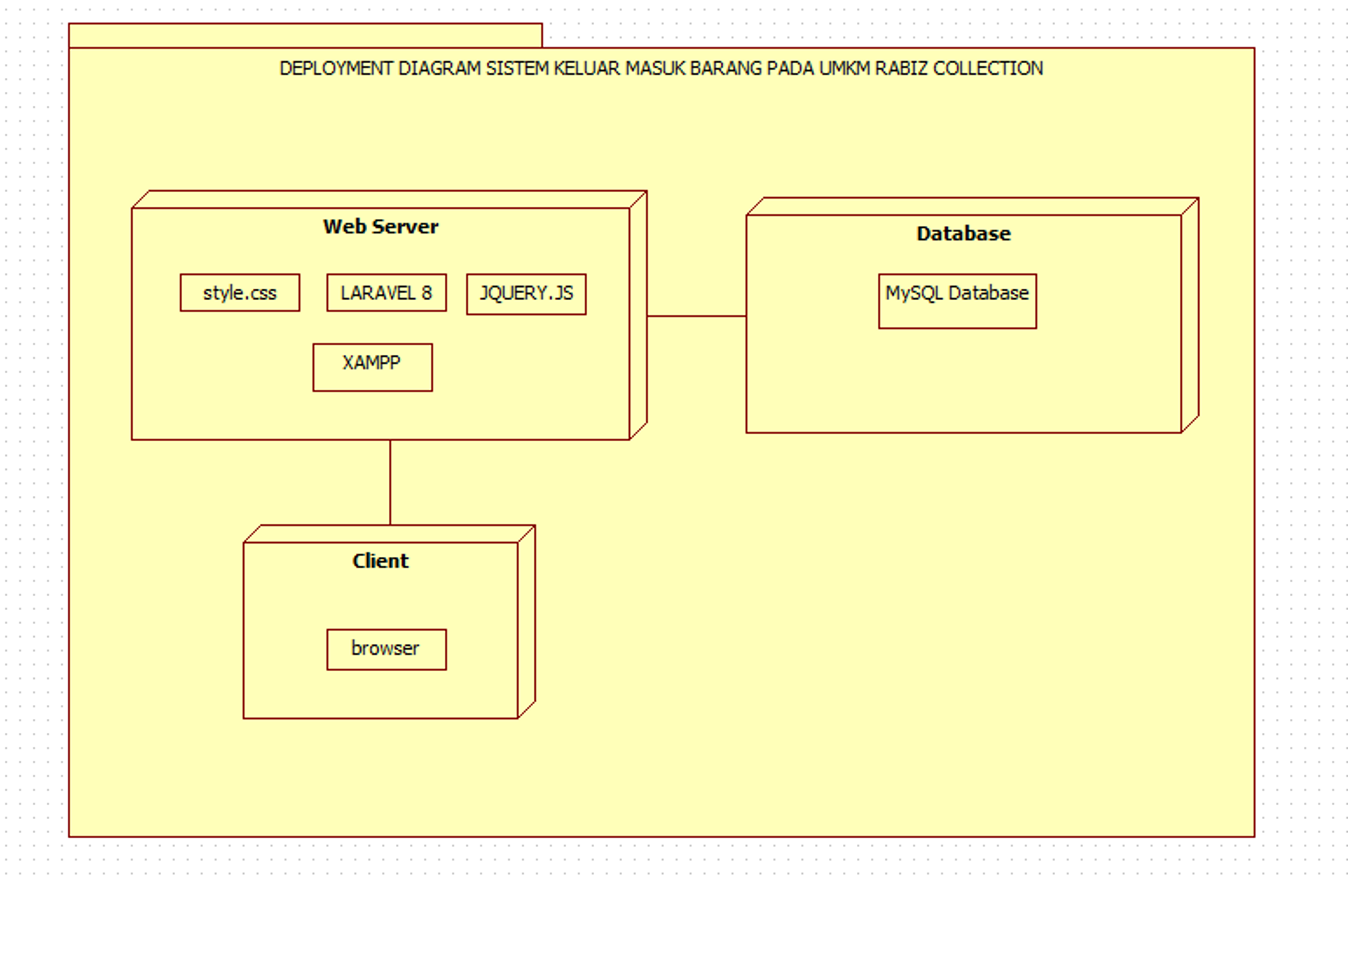 DEPLOYMENT DIAGRAM SISTEM KELUAR MASUK BARANG PADA UMKM RABIZ COLLECTION
Web Server
style.css
LARAVEL 8
JQUERY.JS
XAMPP
Database
MySQL Database
Client
browser